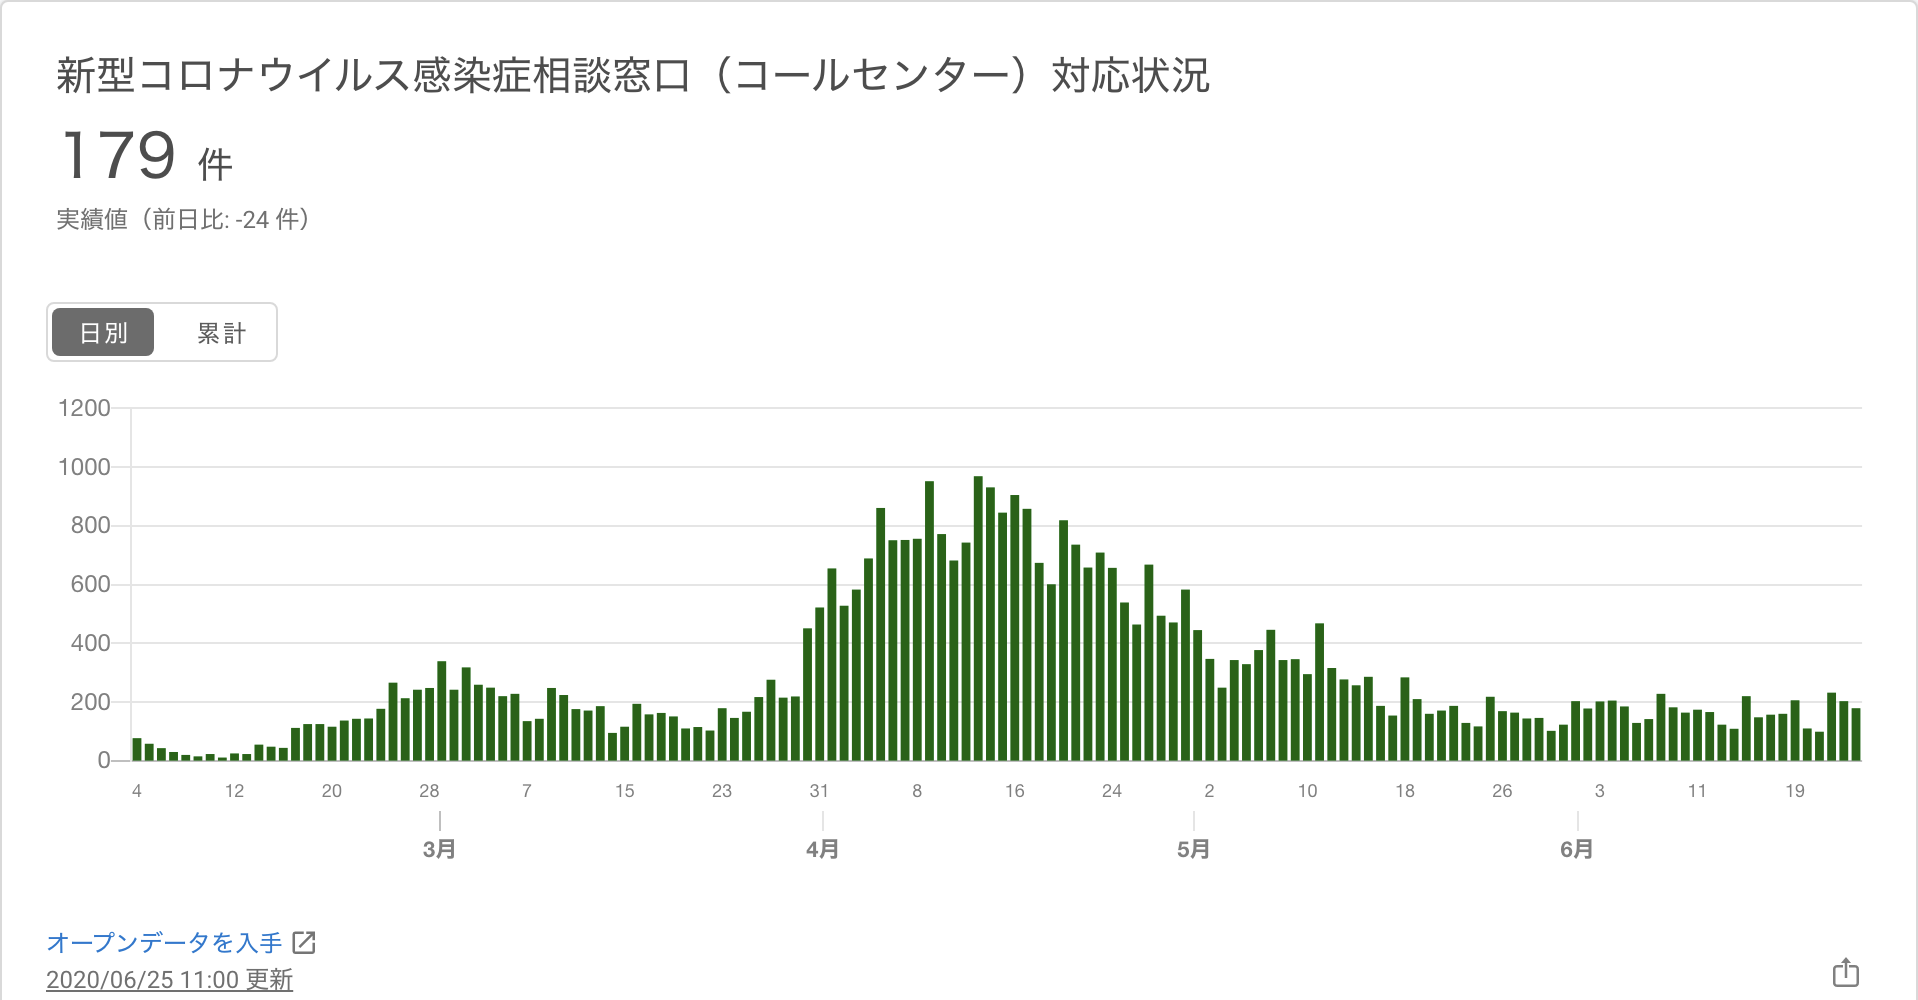 新型コロナウイルス感染症相談窓口（コールセンター）対応状況
179 件
実績値（前日比: -24 件）
日別 累計
1200
1000
800
600
400
200
0
4 12 20 28 7 15 23 31 8 16 24 2 10 18 26 3 11 19
3月 4月 5月 6月
オープンデータを入手
2020/06/25 11:00 更新